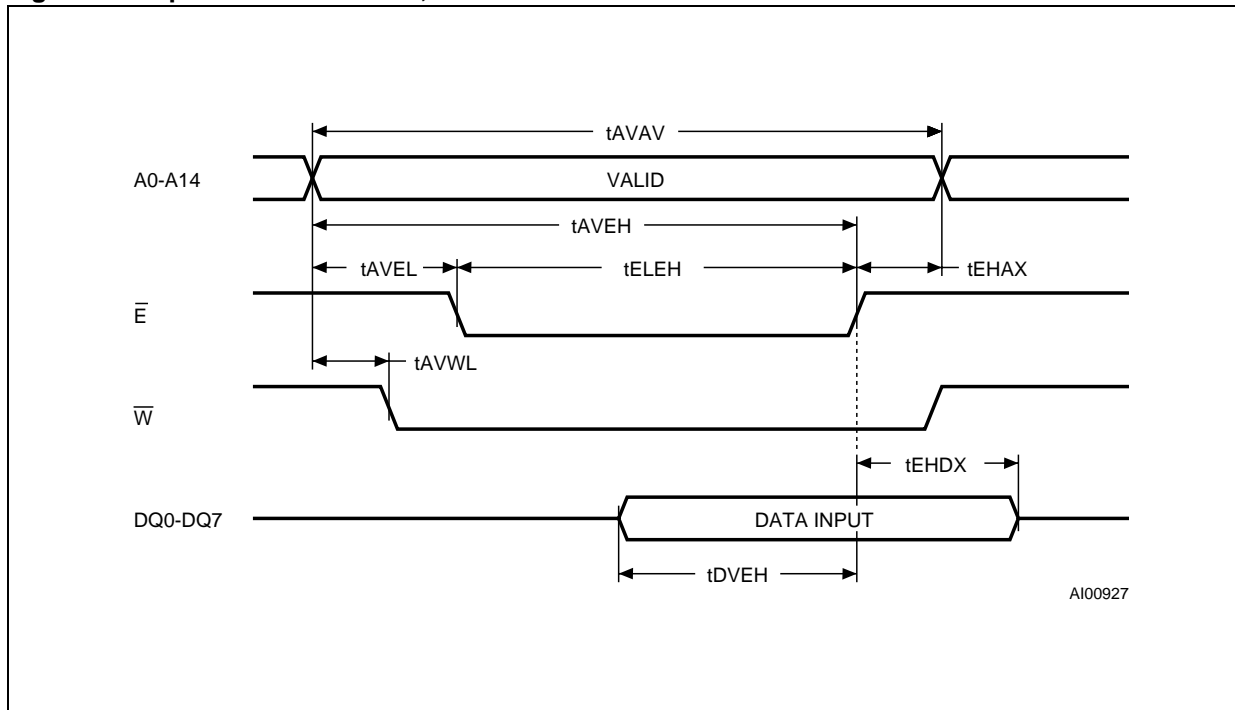 tAVAV
A0-A14
VALID
tAVEH
tAVEL
tELEH
tEHAX
E̅
tAVWL
W̅
tEHDX
DQ0-DQ7
DATA INPUT
tDVEH
AI00927